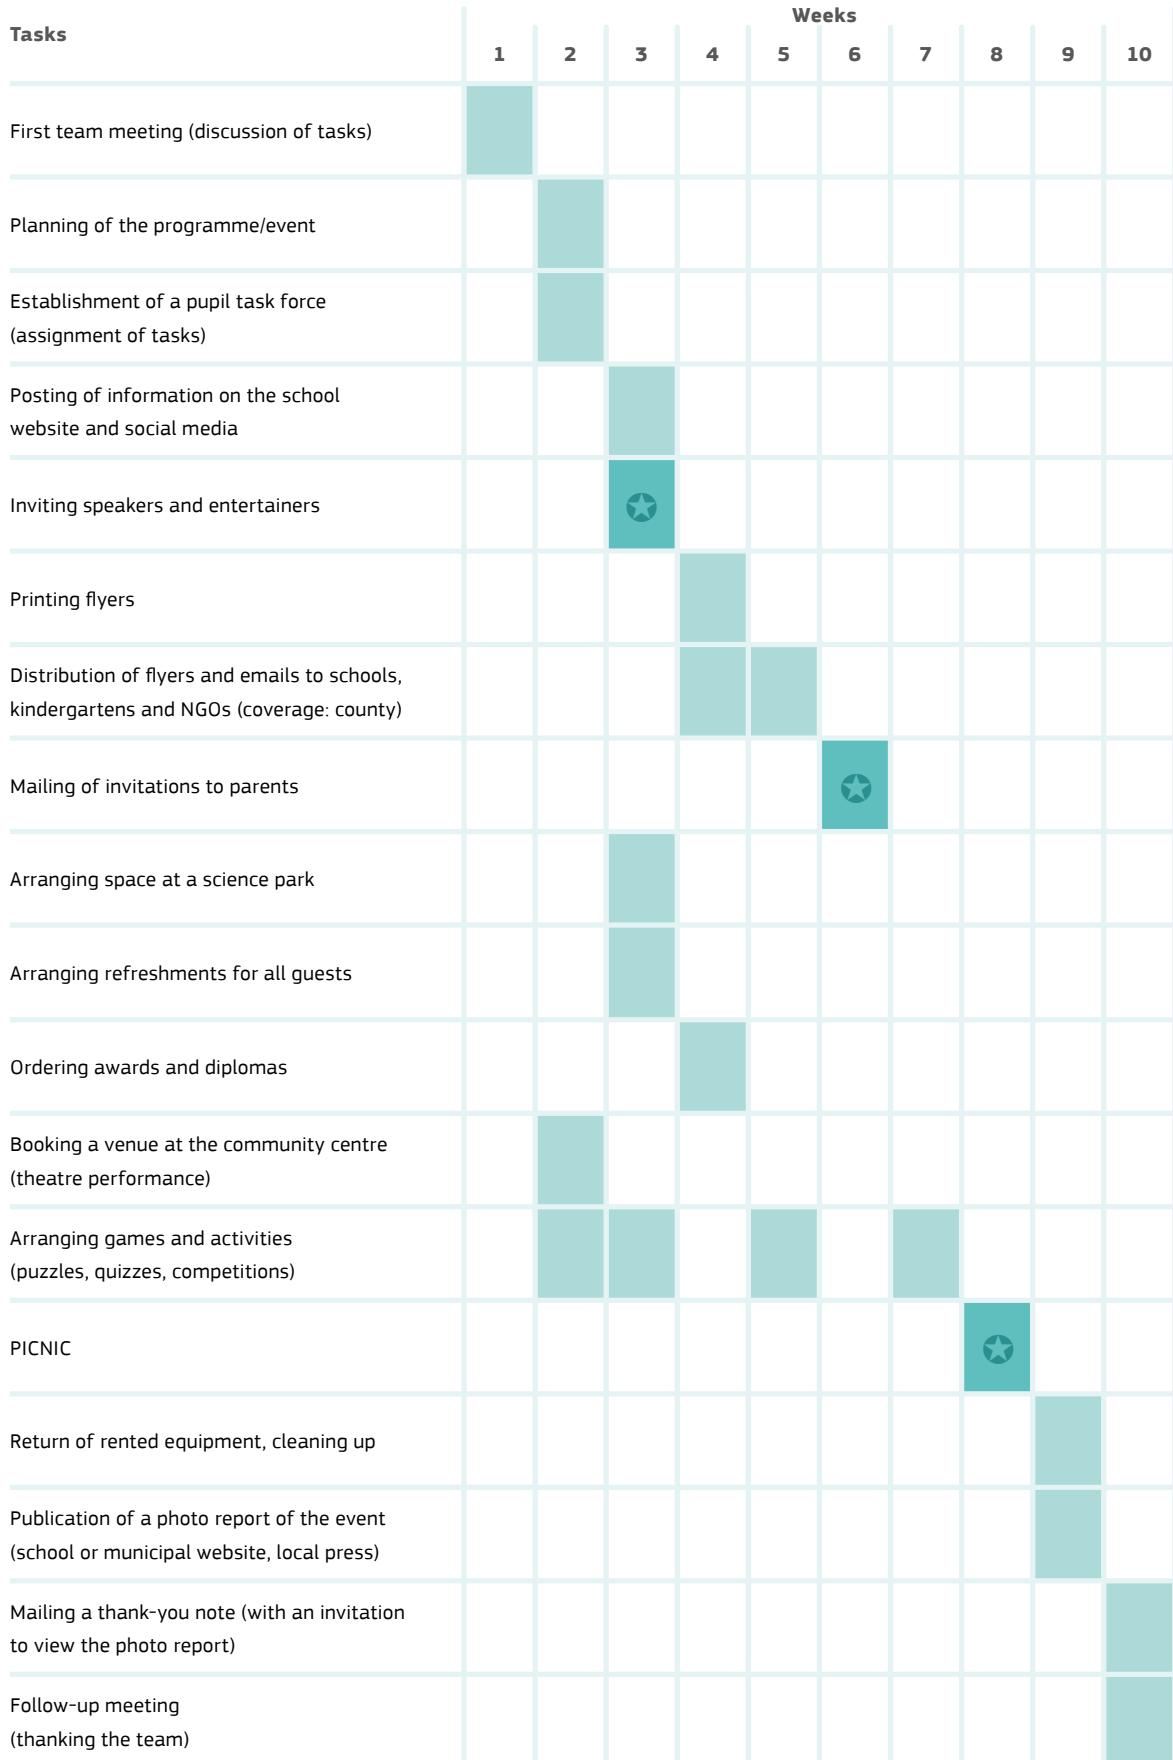 Weeks
Tasks
1 2 3 4 5 6 7 8 9 10
First team meeting (discussion of tasks)
Planning of the programme/event
Establishment of a pupil task force
(assignment of tasks)
Posting of information on the school
website and social media
Inviting speakers and entertainers
Printing flyers
Distribution of flyers and emails to schools,
kindergartens and NGOs (coverage: county)
Mailing of invitations to parents
Arranging space at a science park
Arranging refreshments for all guests
Ordering awards and diplomas
Booking a venue at the community centre
(theatre performance)
Arranging games and activities
(puzzles, quizzes, competitions)
PICNIC
Return of rented equipment, cleaning up
Publication of a photo report of the event
(school or municipal website, local press)
Mailing a thank-you note (with an invitation
to view the photo report)
Follow-up meeting
(thanking the team)